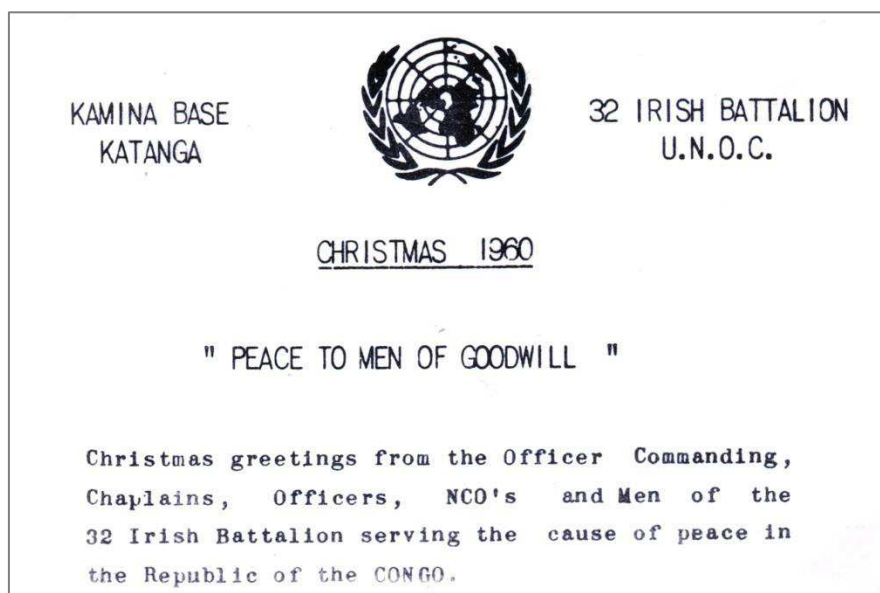 KAMINA BASE
KATANGA
32 IRISH BATTALION
U.N.O.C.
CHRISTMAS 1960
" PEACE TO MEN OF GOODWILL "
Christmas greetings from the Officer Commanding,
Chaplains, Officers, NCO's and Men of the
32 Irish Battalion serving the cause of peace in
the Republic of the CONGO.